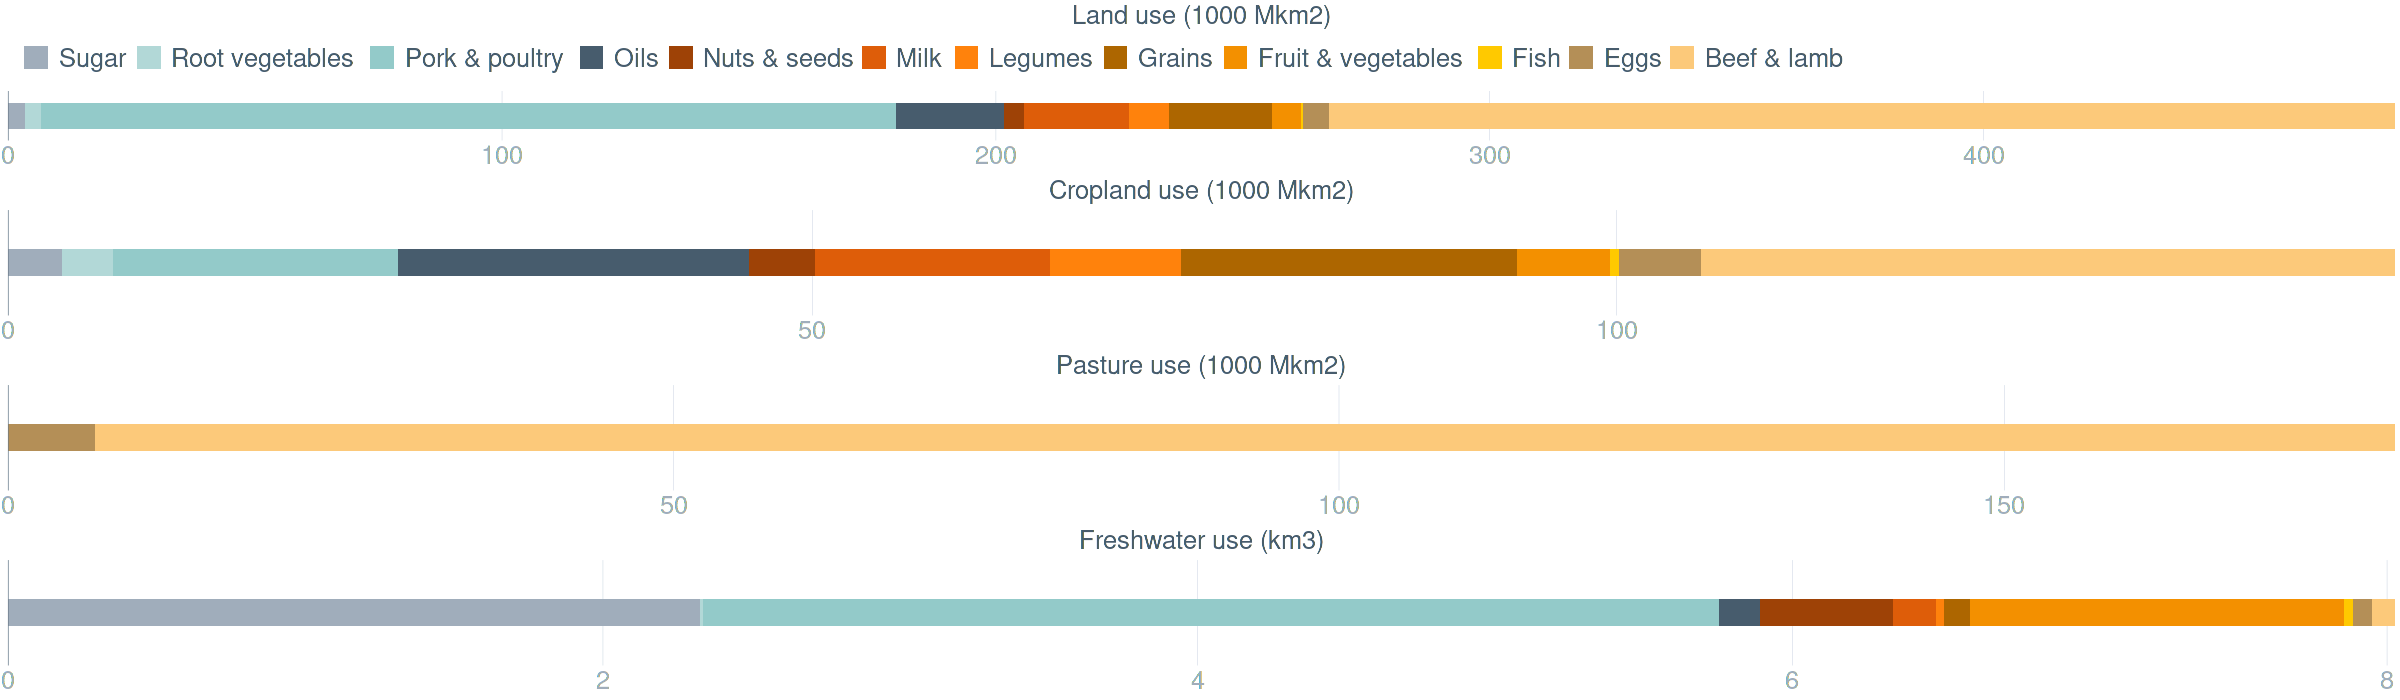 Land use (1000 Mkm2)
Sugar Root vegetables Pork & poultry Oils Nuts & seeds Milk Legumes Grains Fruit & vegetables Fish Eggs Beef & lamb
0 100 200 300 400
Cropland use (1000 Mkm2)
0 50 100
Pasture use (1000 Mkm2)
0 50 100 150
Freshwater use (km3)
0 2 4 6 8